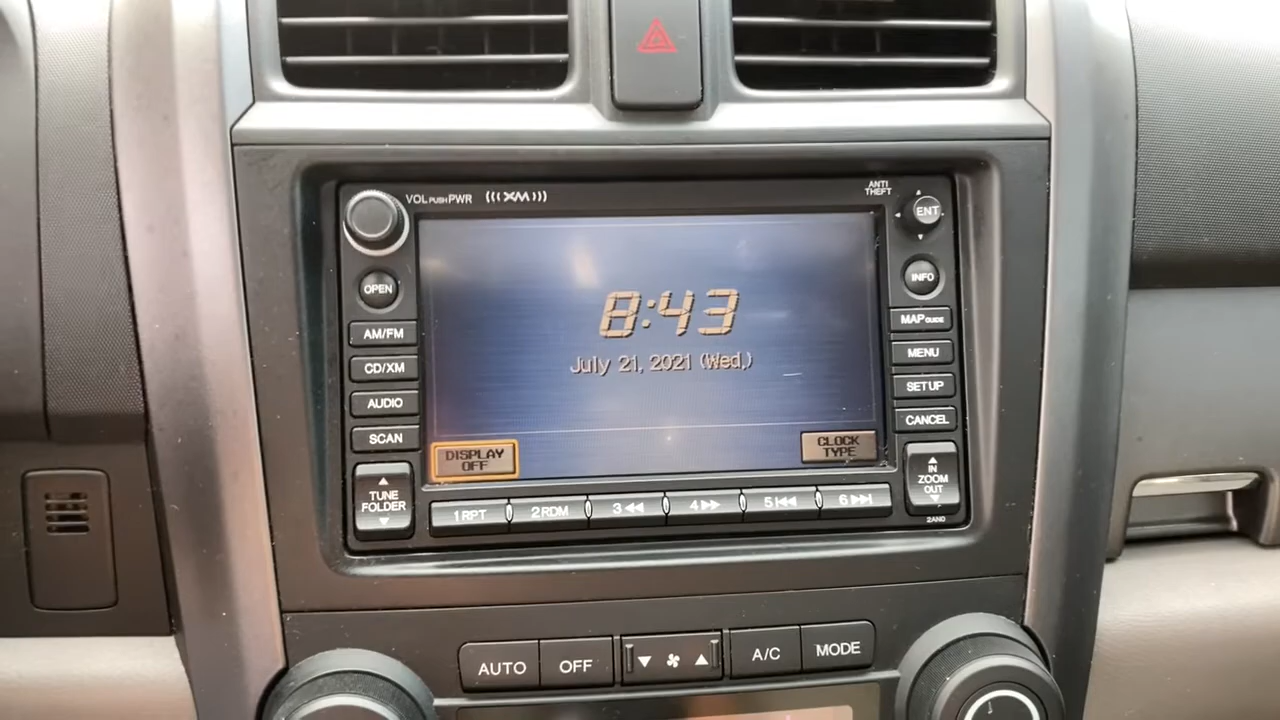 VOL PUSH PWR
XM
ANTI
THEFT
ENT
OPEN
INFO
AM/FM
MAP GUIDE
CD/XM
MENU
AUDIO
SETUP
SCAN
CANCEL
8:43
July 21, 2021 (Wed,)
DISPLAY
OFF
CLOCK
TYPE
TUNE
FOLDER
IN
ZOOM
OUT
1 RPT
2 RDM
3
4
5
6
2AN0
AUTO
OFF
A/C
MODE